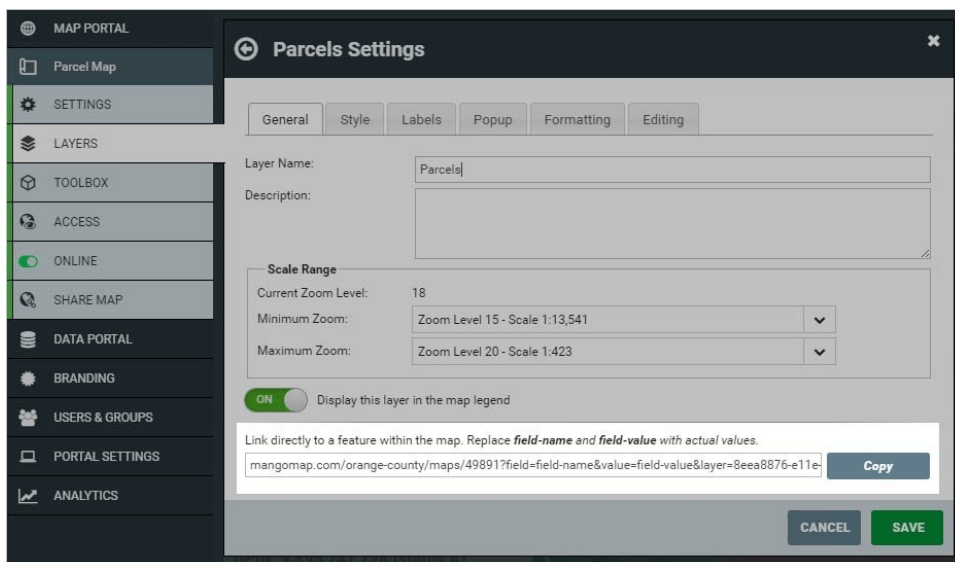 MAP PORTAL
Parcel Map
SETTINGS
LAYERS
TOOLBOX
ACCESS
ONLINE
SHARE MAP
DATA PORTAL
BRANDING
USERS & GROUPS
PORTAL SETTINGS
ANALYTICS
Parcels Settings
General Style Labels Popup Formatting Editing
Layer Name: Parcels
Description:
Scale Range
Current Zoom Level: 18
Minimum Zoom: Zoom Level 15 - Scale 1:13,541
Maximum Zoom: Zoom Level 20 - Scale 1:423
ON Display this layer in the map legend
Link directly to a feature within the map. Replace field-name and field-value with actual values.
mangomap.com/orange-county/maps/49891?field=field-name&value=field-value&layer=8eea8876-e11e- Copy
CANCEL SAVE